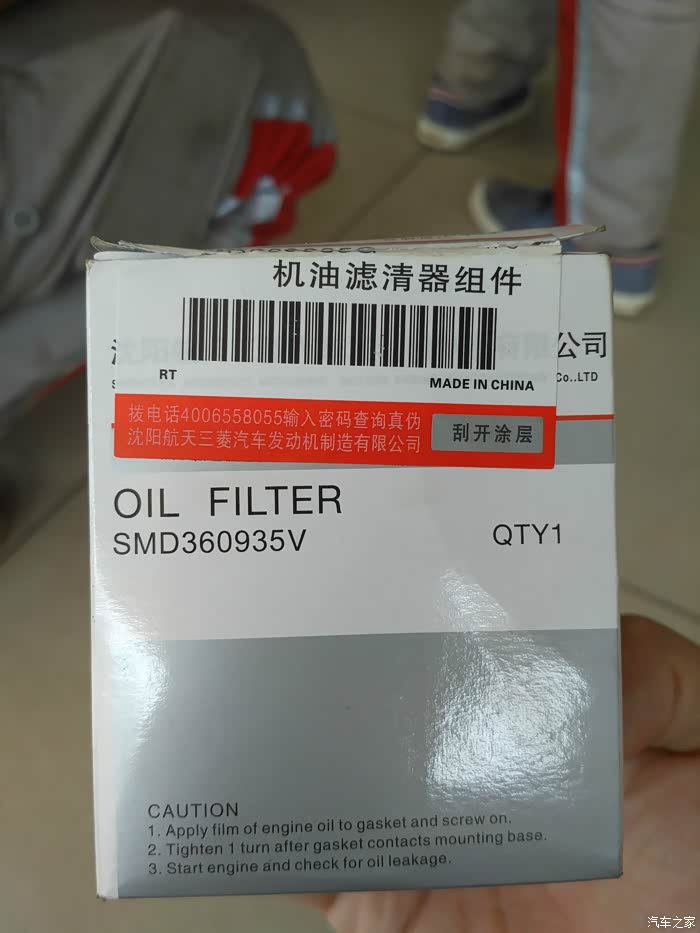 机油滤清器组件
公司
RT
MADE IN CHINA
Co.,LTD
拨电话4006558055输入密码查询真伪
沈阳航天三菱汽车发动机制造有限公司
刮开涂层
OIL FILTER
SMD360935V
QTY1
CAUTION
1. Apply film of engine oil to gasket and screw on.
2. Tighten 1 turn after gasket contacts mounting base.
3. Start engine and check for oil leakage.
汽车之家